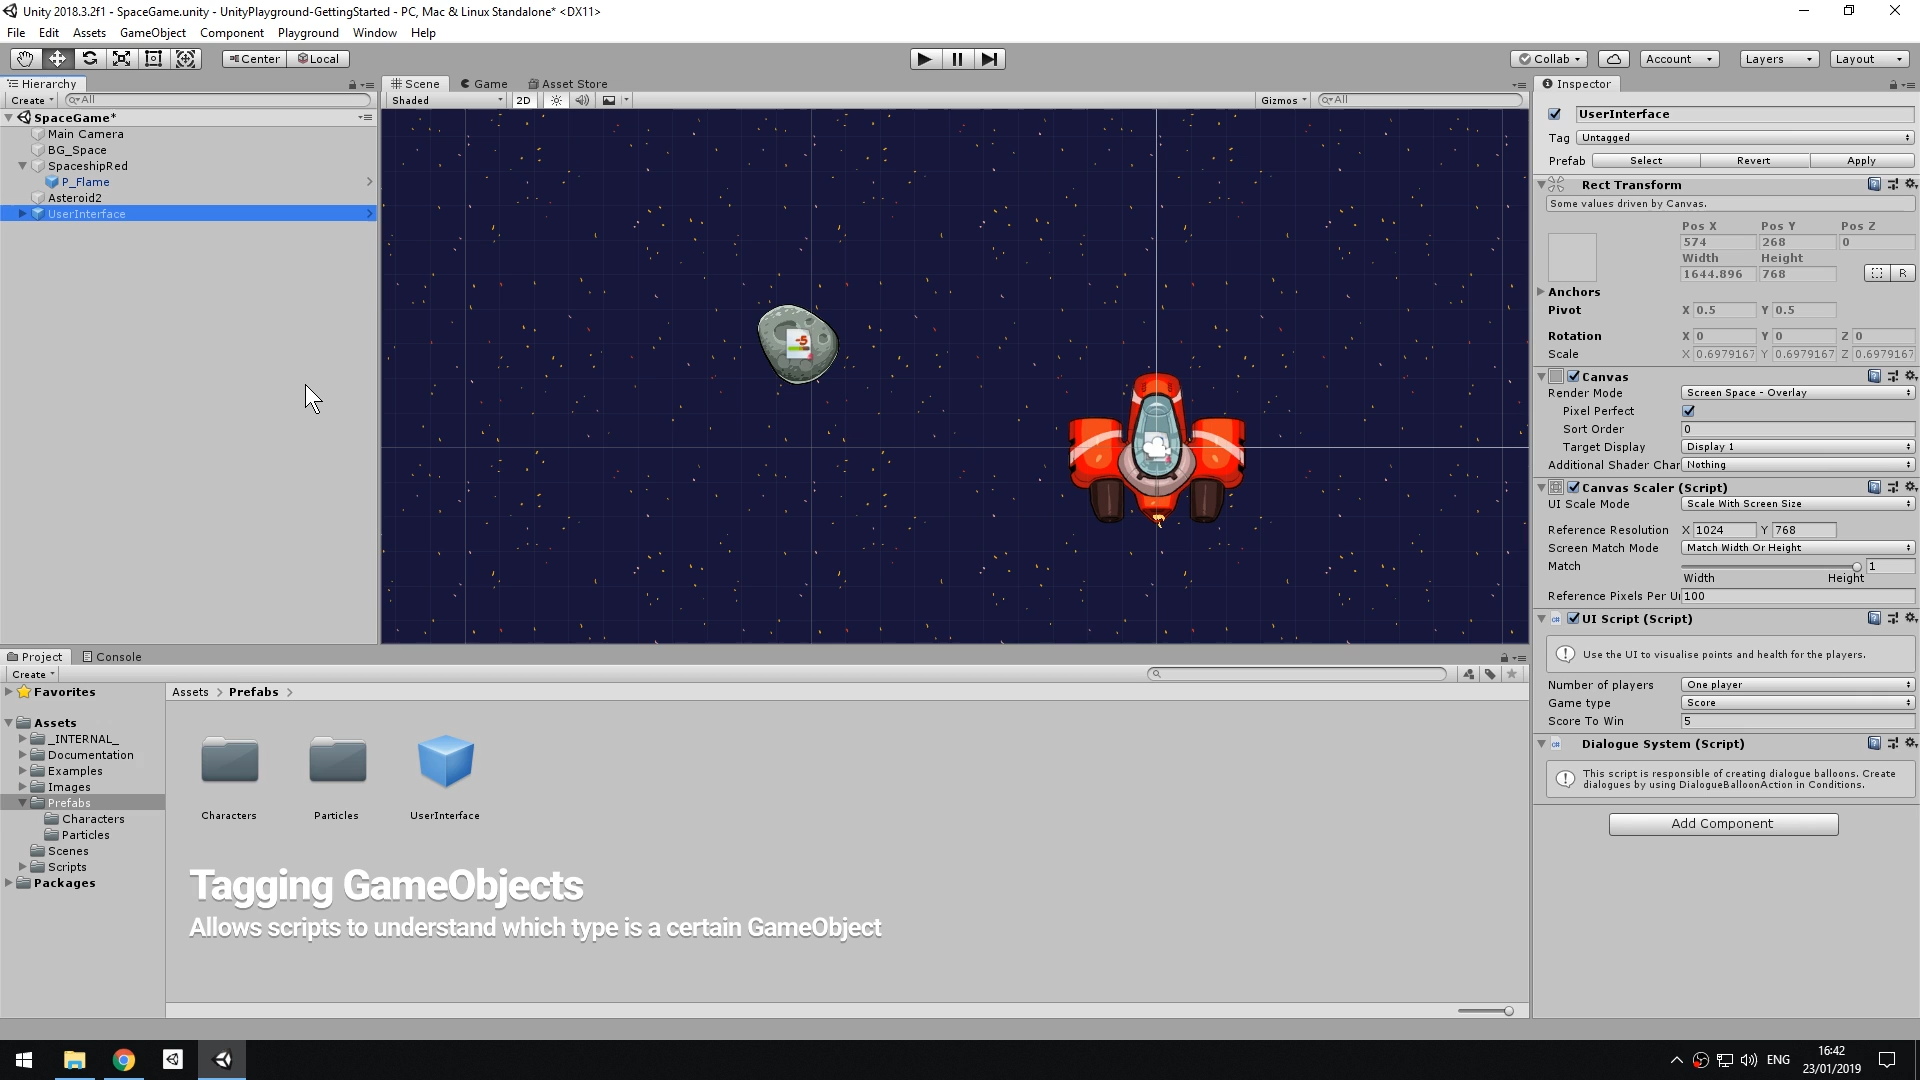 Unity 2018.3.2f1 - SpaceGame.unity - UnityPlayground-GettingStarted - PC, Mac & Linux Standalone* <DX11>
File Edit Assets GameObject Component Playground Window Help
Center Local Collab Account Layers Layout
Hierarchy
Create All
SpaceGame*
Main Camera
BG_Space
SpaceshipRed
P_Flame
Asteroid2
UserInterface
Scene Game Asset Store
Shaded 2D Gizmos All
-5
Inspector
UserInterface
Tag Untagged
Prefab Select Revert Apply
Rect Transform
Some values driven by Canvas.
Pos X Pos Y Pos Z
574 268 0
Width Height
1644.896 768 R
Anchors
Pivot X 0.5 Y 0.5
Rotation X 0 Y 0 Z 0
Scale X 0.6979167 Y 0.6979167 Z 0.6979167
Canvas
Render Mode Screen Space - Overlay
Pixel Perfect
Sort Order 0
Target Display Display 1
Additional Shader Char Nothing
Canvas Scaler (Script)
UI Scale Mode Scale With Screen Size
Reference Resolution X 1024 Y 768
Screen Match Mode Match Width Or Height
Match 1
Width Height
Reference Pixels Per U 100
UI Script (Script)
Use the UI to visualise points and health for the players.
Number of players One player
Game type Score
Score To Win 5
Dialogue System (Script)
This script is responsible of creating dialogue balloons. Create
dialogues by using DialogueBalloonAction in Conditions.
Add Component
Project Console
Create
Favorites
Assets
_INTERNAL_
Documentation
Examples
Images
Prefabs
Characters
Particles
Scenes
Scripts
Packages
Assets > Prefabs >
Characters Particles UserInterface
Tagging GameObjects
Allows scripts to understand which type is a certain GameObject
ENG
16:42
23/01/2019